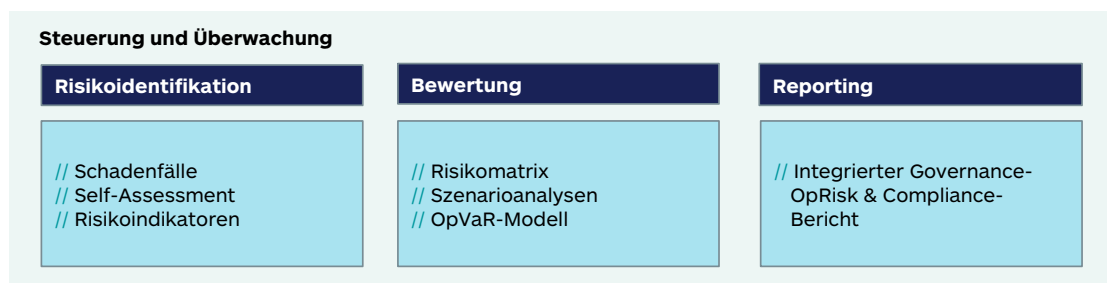 Steuerung und Überwachung
Risikoidentifikation
// Schadenfälle
// Self-Assessment
// Risikoindikatoren
Bewertung
// Risikomatrix
// Szenarioanalysen
// OpVaR-Modell
Reporting
// Integrierter Governance-
OpRisk & Compliance-
Bericht